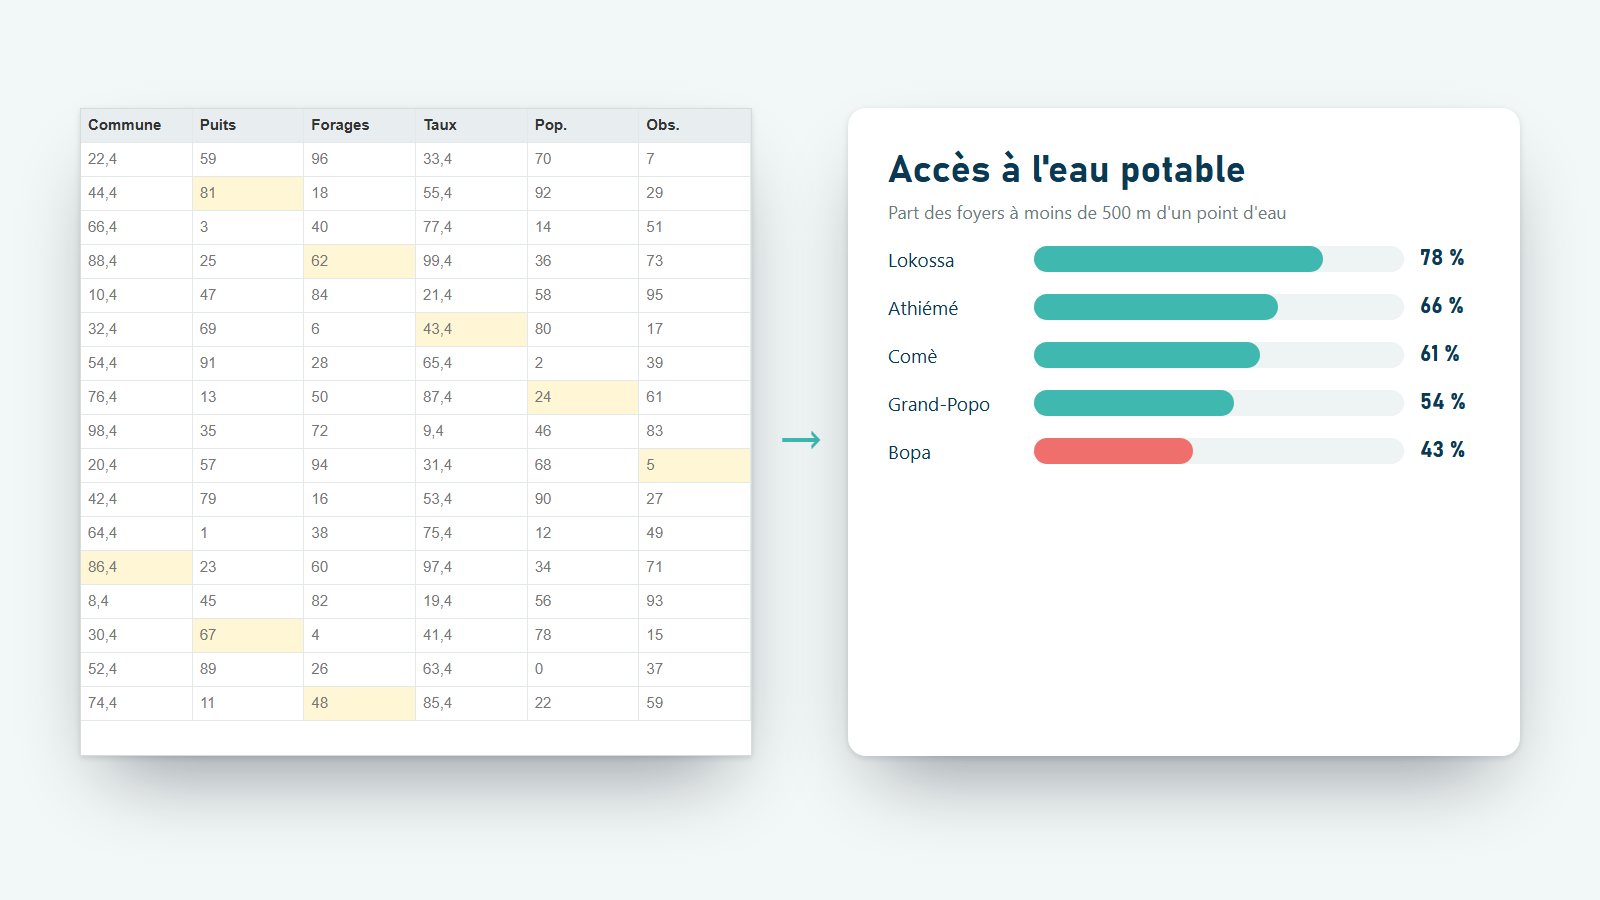 Commune Puits Forages Taux Pop. Obs.
22,4 59 96 33,4 70 7
44,4 81 18 55,4 92 29
66,4 3 40 77,4 14 51
88,4 25 62 99,4 36 73
10,4 47 84 21,4 58 95
32,4 69 6 43,4 80 17
54,4 91 28 65,4 2 39
76,4 13 50 87,4 24 61
98,4 35 72 9,4 46 83
20,4 57 94 31,4 68 5
42,4 79 16 53,4 90 27
64,4 1 38 75,4 12 49
86,4 23 60 97,4 34 71
8,4 45 82 19,4 56 93
30,4 67 4 41,4 78 15
52,4 89 26 63,4 0 37
74,4 11 48 85,4 22 59
→
Accès à l'eau potable
Part des foyers à moins de 500 m d'un point d'eau
Lokossa 78 %
Athiémé 66 %
Comè 61 %
Grand-Popo 54 %
Bopa 43 %